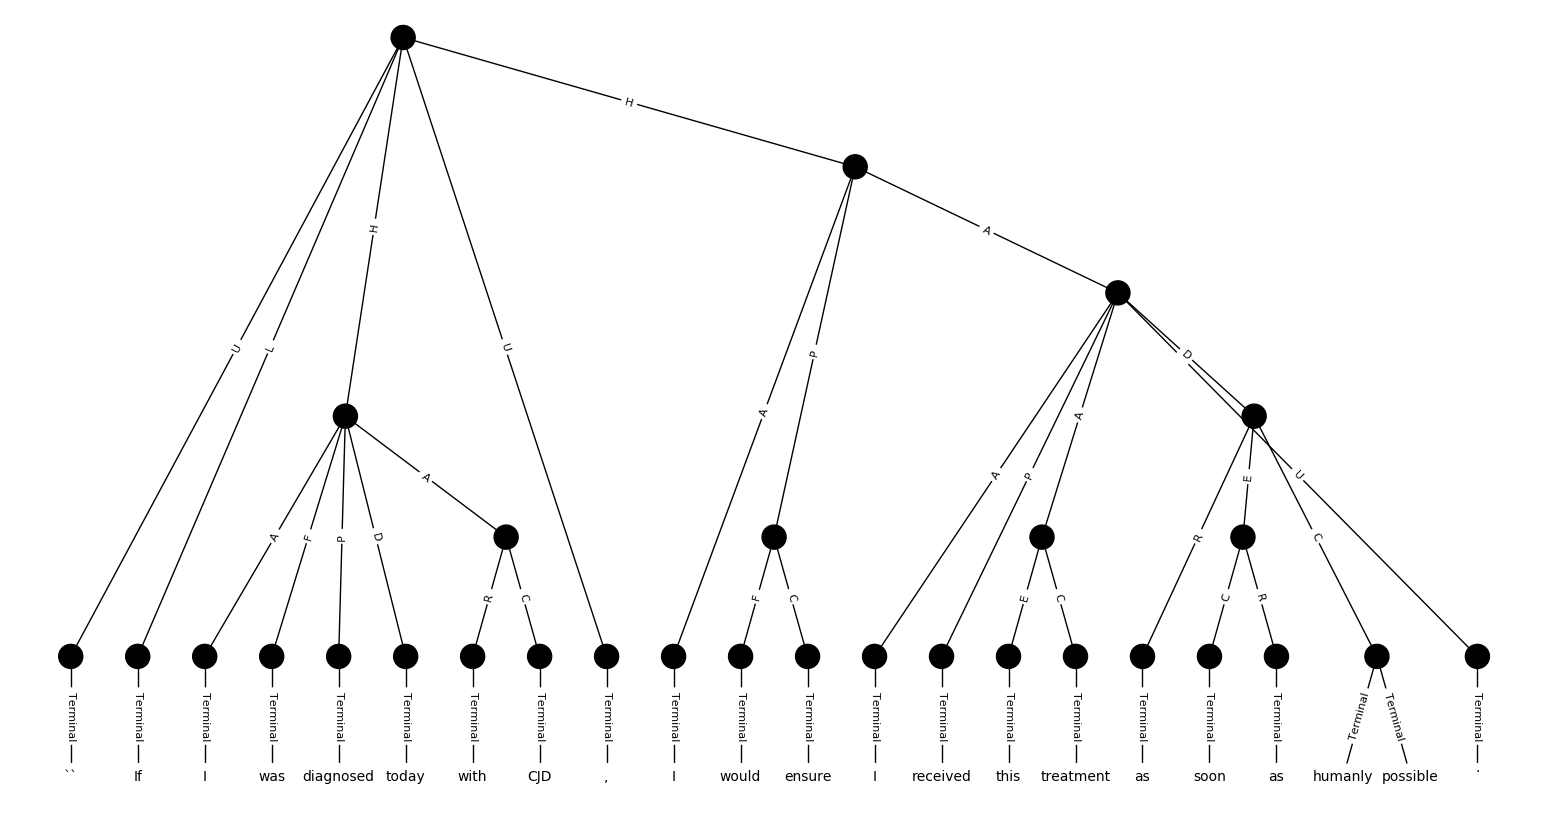 H
A
H
U
L
U
P
D
A
A
A
A
P
U
A
E
A
F
P
D
R
C
R
C
F
C
E
C
C
R
Terminal Terminal Terminal Terminal Terminal Terminal Terminal Terminal Terminal Terminal Terminal Terminal Terminal Terminal Terminal Terminal Terminal Terminal Terminal Terminal Terminal Terminal
`` If I was diagnosed today with CJD , I would ensure I received this treatment as soon as humanly possible .